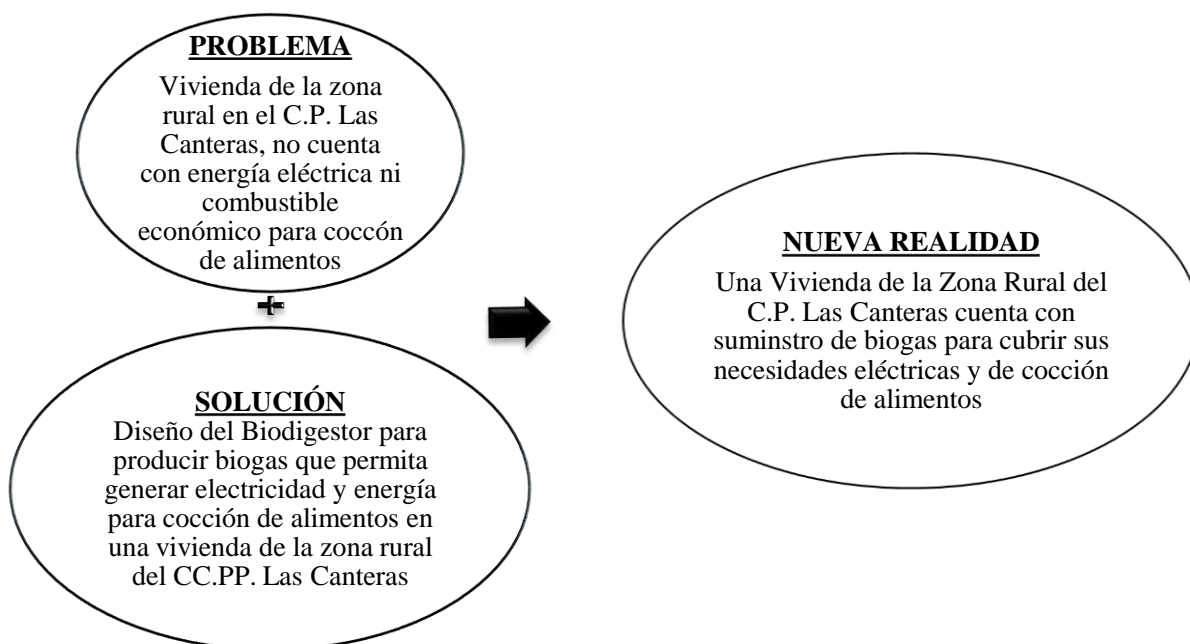 PROBLEMA
Vivienda de la zona
rural en el C.P. Las
Canteras, no cuenta
con energía eléctrica ni
combustible
económico para coccón
de alimentos
+
SOLUCIÓN
Diseño del Biodigestor para
producir biogas que permita
generar electricidad y energía
para cocción de alimentos en
una vivienda de la zona rural
del CC.PP. Las Canteras
NUEVA REALIDAD
Una Vivienda de la Zona Rural del
C.P. Las Canteras cuenta con
suminstro de biogas para cubrir sus
necesidades eléctricas y de cocción
de alimentos